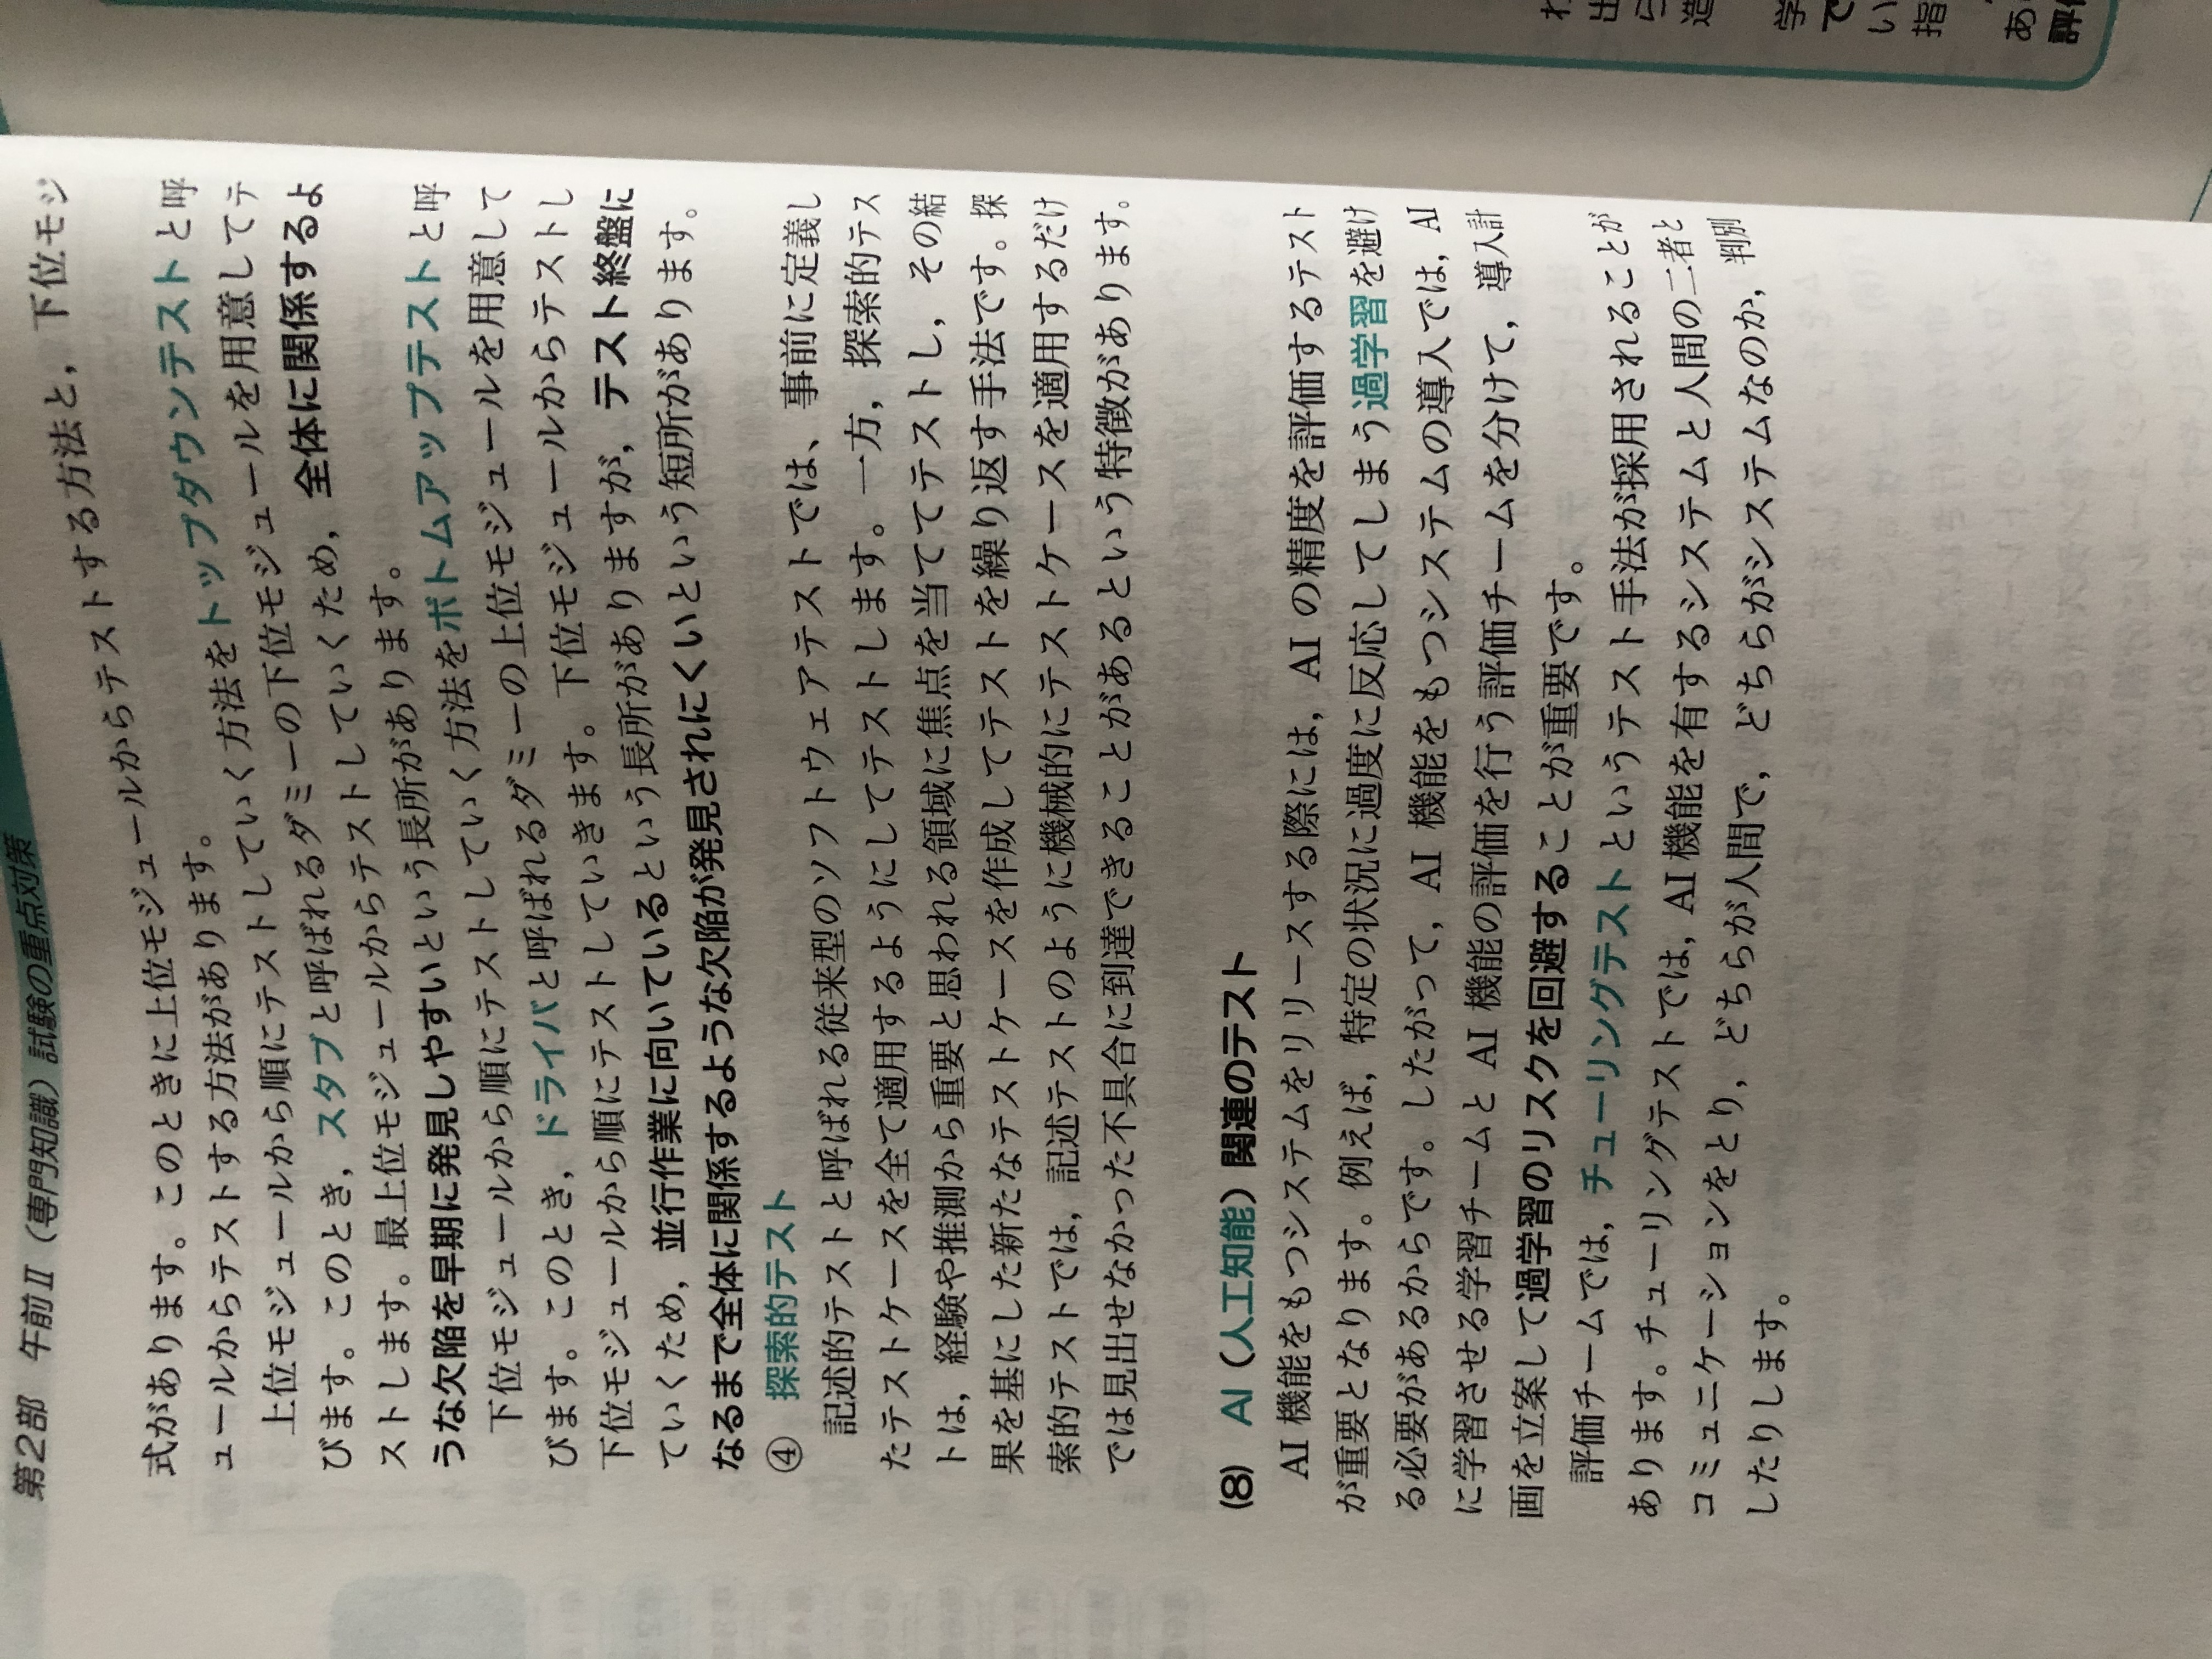 第2部　午前Ⅱ（専門知識）試験の重点対策
式があります。このときに上位モジュールからテストする方法と，下位モジ
ュールからテストする方法があります。
上位モジュールから順にテストしていく方法をトップダウンテストと呼
びます。このとき，スタブと呼ばれるダミーの下位モジュールを用意してテ
ストします。最上位モジュールからテストしていくため，全体に関係するよ
うな欠陥を早期に発見しやすいという長所があります。
下位モジュールから順にテストしていく方法をボトムアップテストと呼
びます。このとき，ドライバと呼ばれるダミーの上位モジュールを用意して
下位モジュールから順にテストしていきます。下位モジュールからテストし
ていくため，並行作業に向いているという長所がありますが，テスト終盤に
なるまで全体に関係するような欠陥が発見されにくいという短所があります。
④　探索的テスト
記述的テストと呼ばれる従来型のソフトウェアテストでは、事前に定義し
たテストケースを全て適用するようにしてテストします。一方，探索的テス
トは，経験や推測から重要と思われる領域に焦点を当ててテストし，その結
果を基にした新たなテストケースを作成してテストを繰り返す手法です。探
索的テストでは，記述テストのように機械的にテストケースを適用するだけ
では見出せなかった不具合に到達できることがあるという特徴があります。
(8)　AI（人工知能）関連のテスト
AI 機能をもつシステムをリリースする際には，AI の精度を評価するテスト
が重要となります。例えば，特定の状況に過度に反応してしまう過学習を避け
る必要があるからです。したがって，AI 機能をもつシステムの導入では，AI
に学習させる学習チームと AI 機能の評価を行う評価チームを分けて，導入計
画を立案して過学習のリスクを回避することが重要です。
評価チームでは，チューリングテストというテスト手法が採用されることが
あります。チューリングテストでは，AI 機能を有するシステムと人間の二者と
コミュニケーションをとり，どちらが人間で，どちらがシステムなのか，判別
したりします。
出
造
学
で
い
指
あ